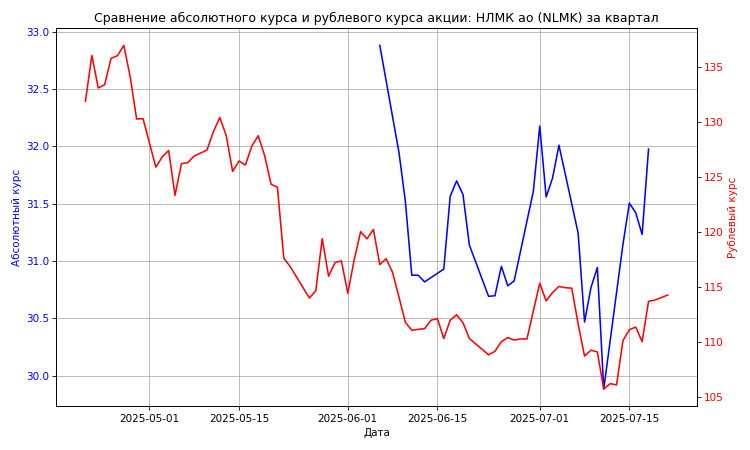 Сравнение абсолютного курса и рублевого курса акции: НЛМК ао (NLMK) за квартал
33.0
32.5
32.0
31.5
31.0
30.5
30.0
Абсолютный курс
135
130
125
120
115
110
105
Рублевый курс
2025-05-01 2025-05-15 2025-06-01 2025-06-15 2025-07-01 2025-07-15
Дата